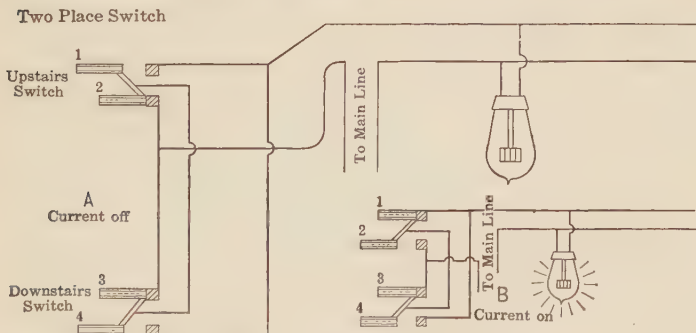 Two Place Switch
1
Upstairs
Switch
2
To Main Line
A
Current off
1
2
To Main Line
3
Downstairs
Switch
4
3
B
4
Current on